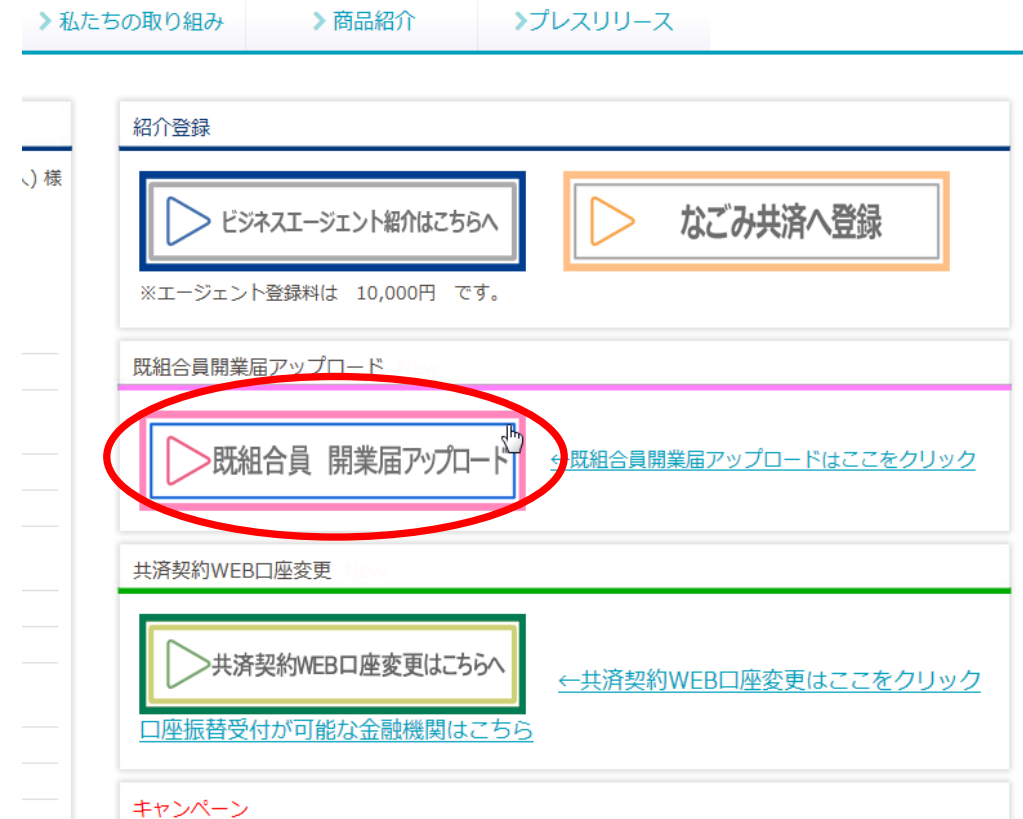 私たちの取り組み 商品紹介 プレスリリース
紹介登録
様
ビジネスエージェント紹介はこちらへ
なごみ共済へ登録
※エージェント登録料は 10,000円 です。
既組合員開業届アップロード
既組合員 開業届アップロード
←既組合員開業届アップロードはここをクリック
共済契約WEB口座変更
共済契約WEB口座変更はこちらへ
←共済契約WEB口座変更はここをクリック
口座振替受付が可能な金融機関はこちら
キャンペーン